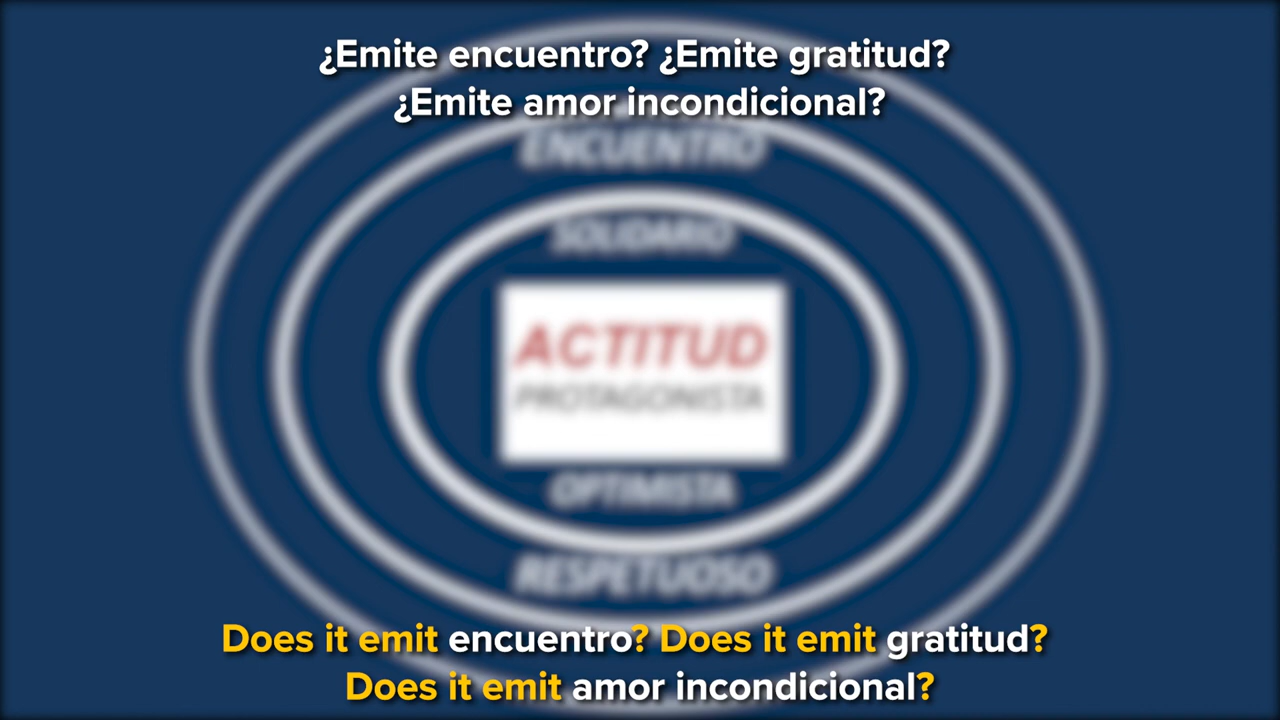 ¿Emite encuentro? ¿Emite gratitud?
¿Emite amor incondicional?
ENCUENTRO
SOLIDARIO
ACTITUD
PROTAGONISTA
OPTIMISTA
RESPETUOSO
Does it emit encuentro? Does it emit gratitud?
Does it emit amor incondicional?